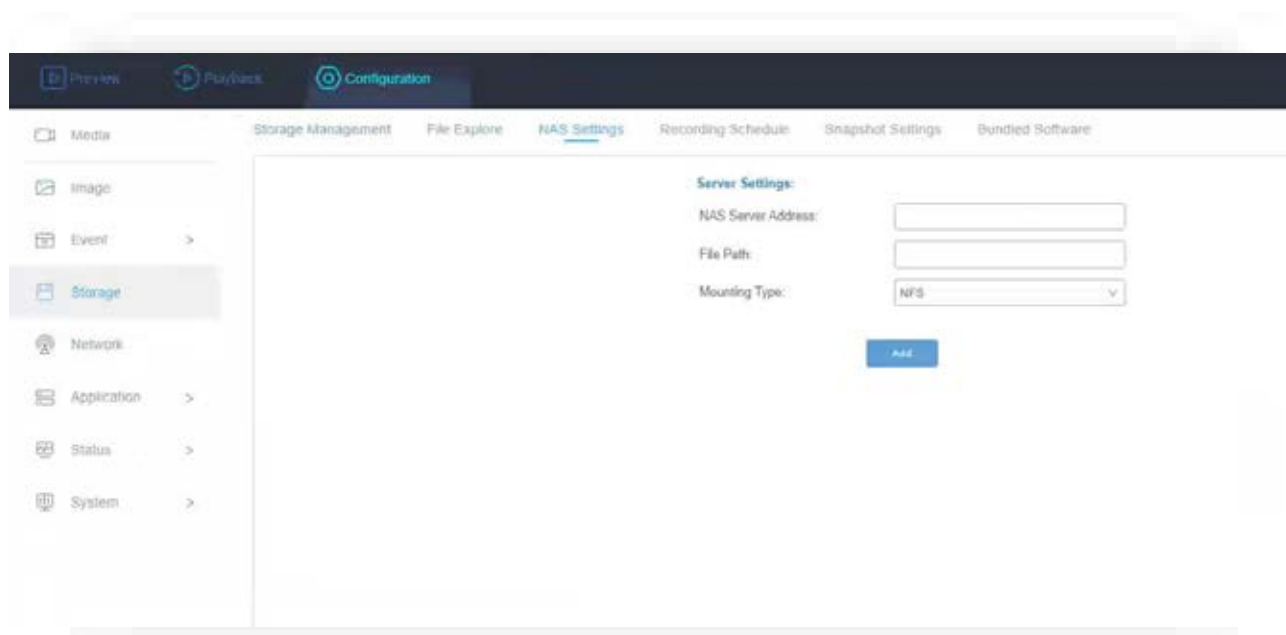 Preview Playback Configuration
Media
Image
Event >
Storage
Network
Application >
Status >
System >
Storage Management File Explore NAS Settings Recording Schedule Snapshot Settings Bundled Software
Server Settings:
NAS Server Address:
File Path:
Mounting Type: NFS
Add